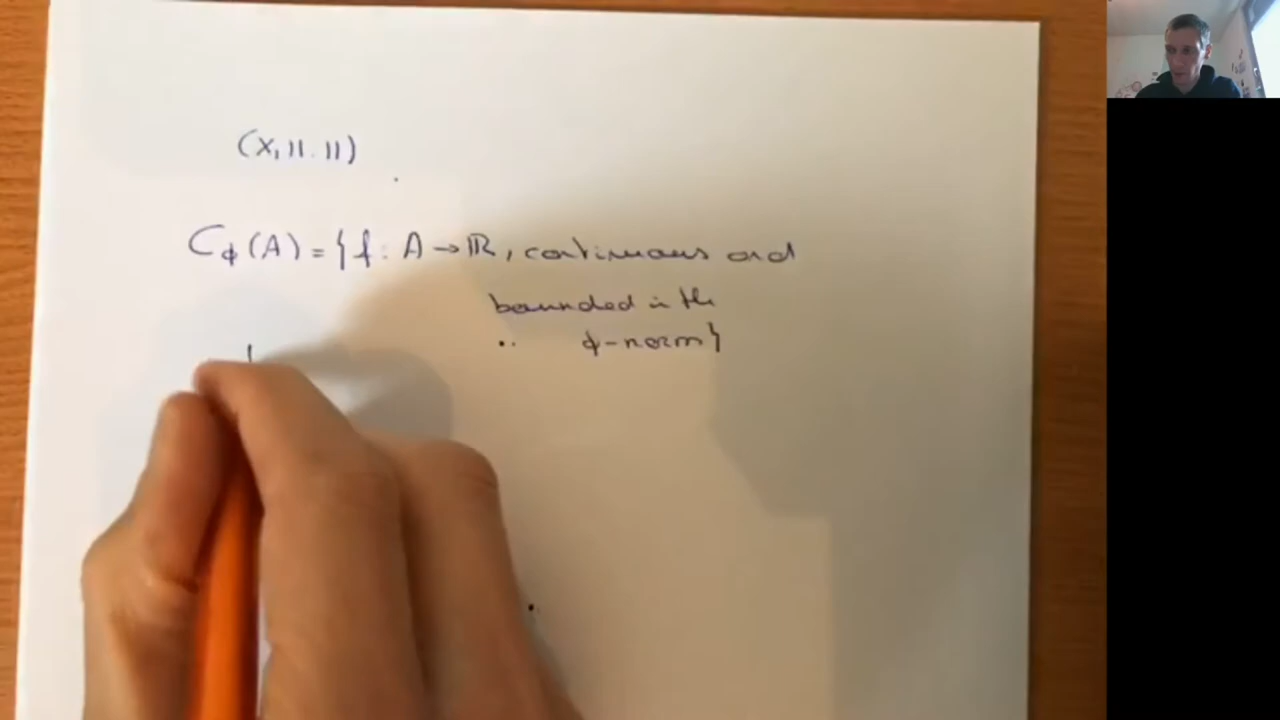 (X, ||.||)
C_ϕ(A) = {f : A → ℝ, continuous and
bounded in the
ϕ-norm}